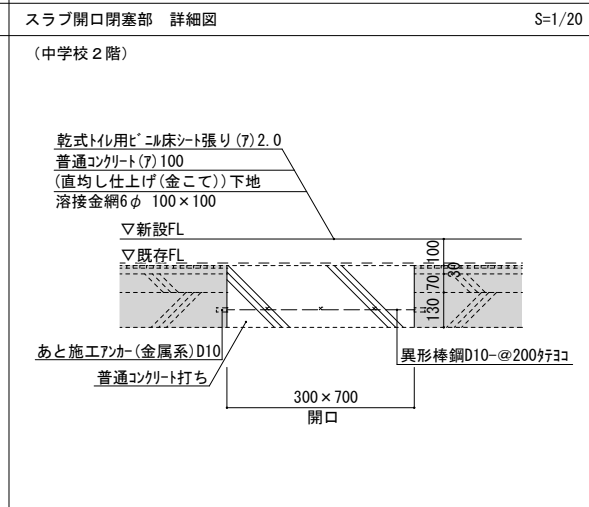 スラブ開口閉塞部 詳細図 S=1/20
(中学校2階)
乾式トイレ用ビニル床シート張り(ア)2.0
普通コンクリート(ア)100
(直均し仕上げ(金こて))下地
溶接金網6φ 100×100
▽新設FL
▽既存FL
100
30
70
130
あと施工アンカー(金属系)D10
異形棒鋼D10-@200タテヨコ
普通コンクリート打ち
300×700
開口